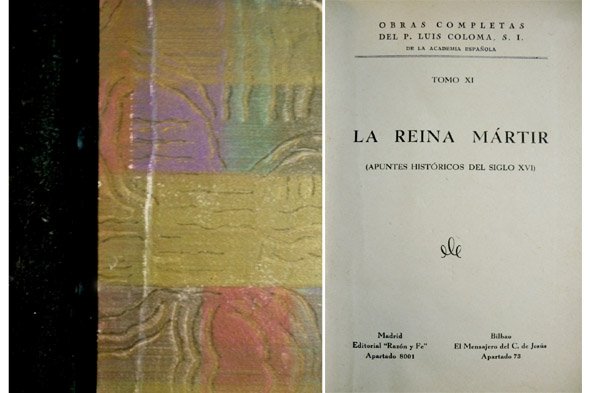 OBRAS COMPLETAS
DEL P. LUIS COLOMA, S. I.
DE LA ACADEMIA ESPAÑOLA
TOMO XI
LA REINA MÁRTIR
(APUNTES HISTÓRICOS DEL SIGLO XVI)
Madrid
Editorial "Razón y Fe"
Apartado 8001
Bilbao
El Mensajero del C. de Jesús
Apartado 73